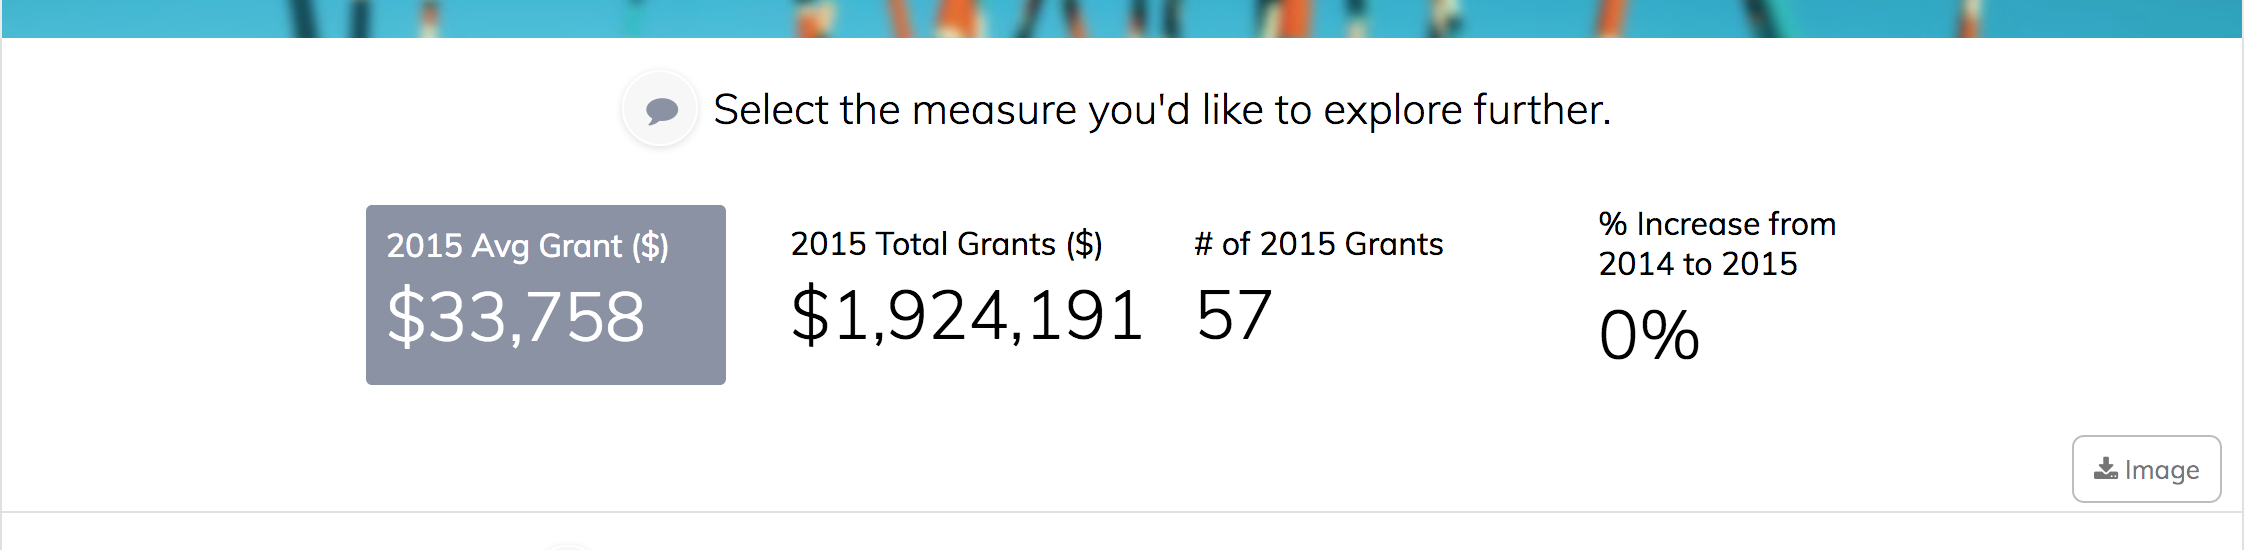 Select the measure you'd like to explore further.
2015 Avg Grant ($)
$33,758
2015 Total Grants ($)
$1,924,191
# of 2015 Grants
57
% Increase from
2014 to 2015
0%
Image